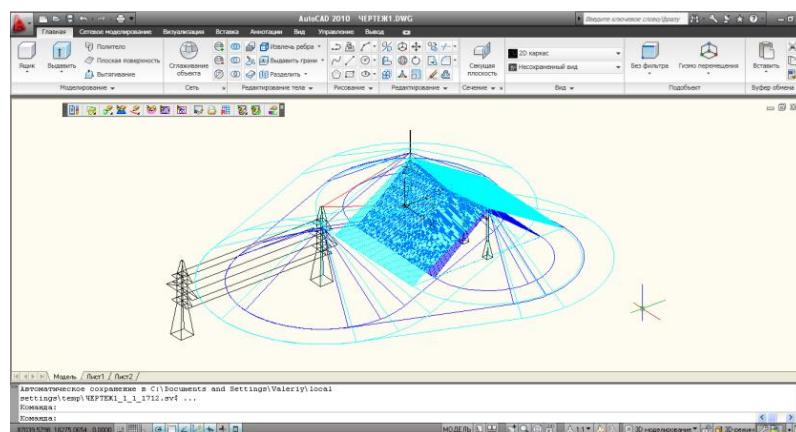 AutoCAD 2010 ЧЕРТЕЖ1.DWG
Введите ключевое слово/фразу
Главная Сетевое моделирование Визуализация Вставка Аннотации Вид Управление Вывод
Ящик
Выдавить
Политело
Плоская поверхность
Вытягивание
Сглаживание объекта
Извлечь ребра
Выдавить грани
Разделить
Секущая плоскость
2D каркас
Несохраненный вид
Без фильтра
Гизмо перемещения
Вставить
Моделирование
Сеть
Редактирование тела
Рисование
Редактирование
Сечение
Вид
Подобъект
Буфер обмена
Модель / Лист1 / Лист2 /
Автоматическое сохранение в C:\Documents and Settings\Valeriy\local
settings\temp\ЧЕРТЕЖ1_1_1_1712.sv$ ...
Команда:
Команда:
МОДЕЛЬ
1:1
3D моделирование